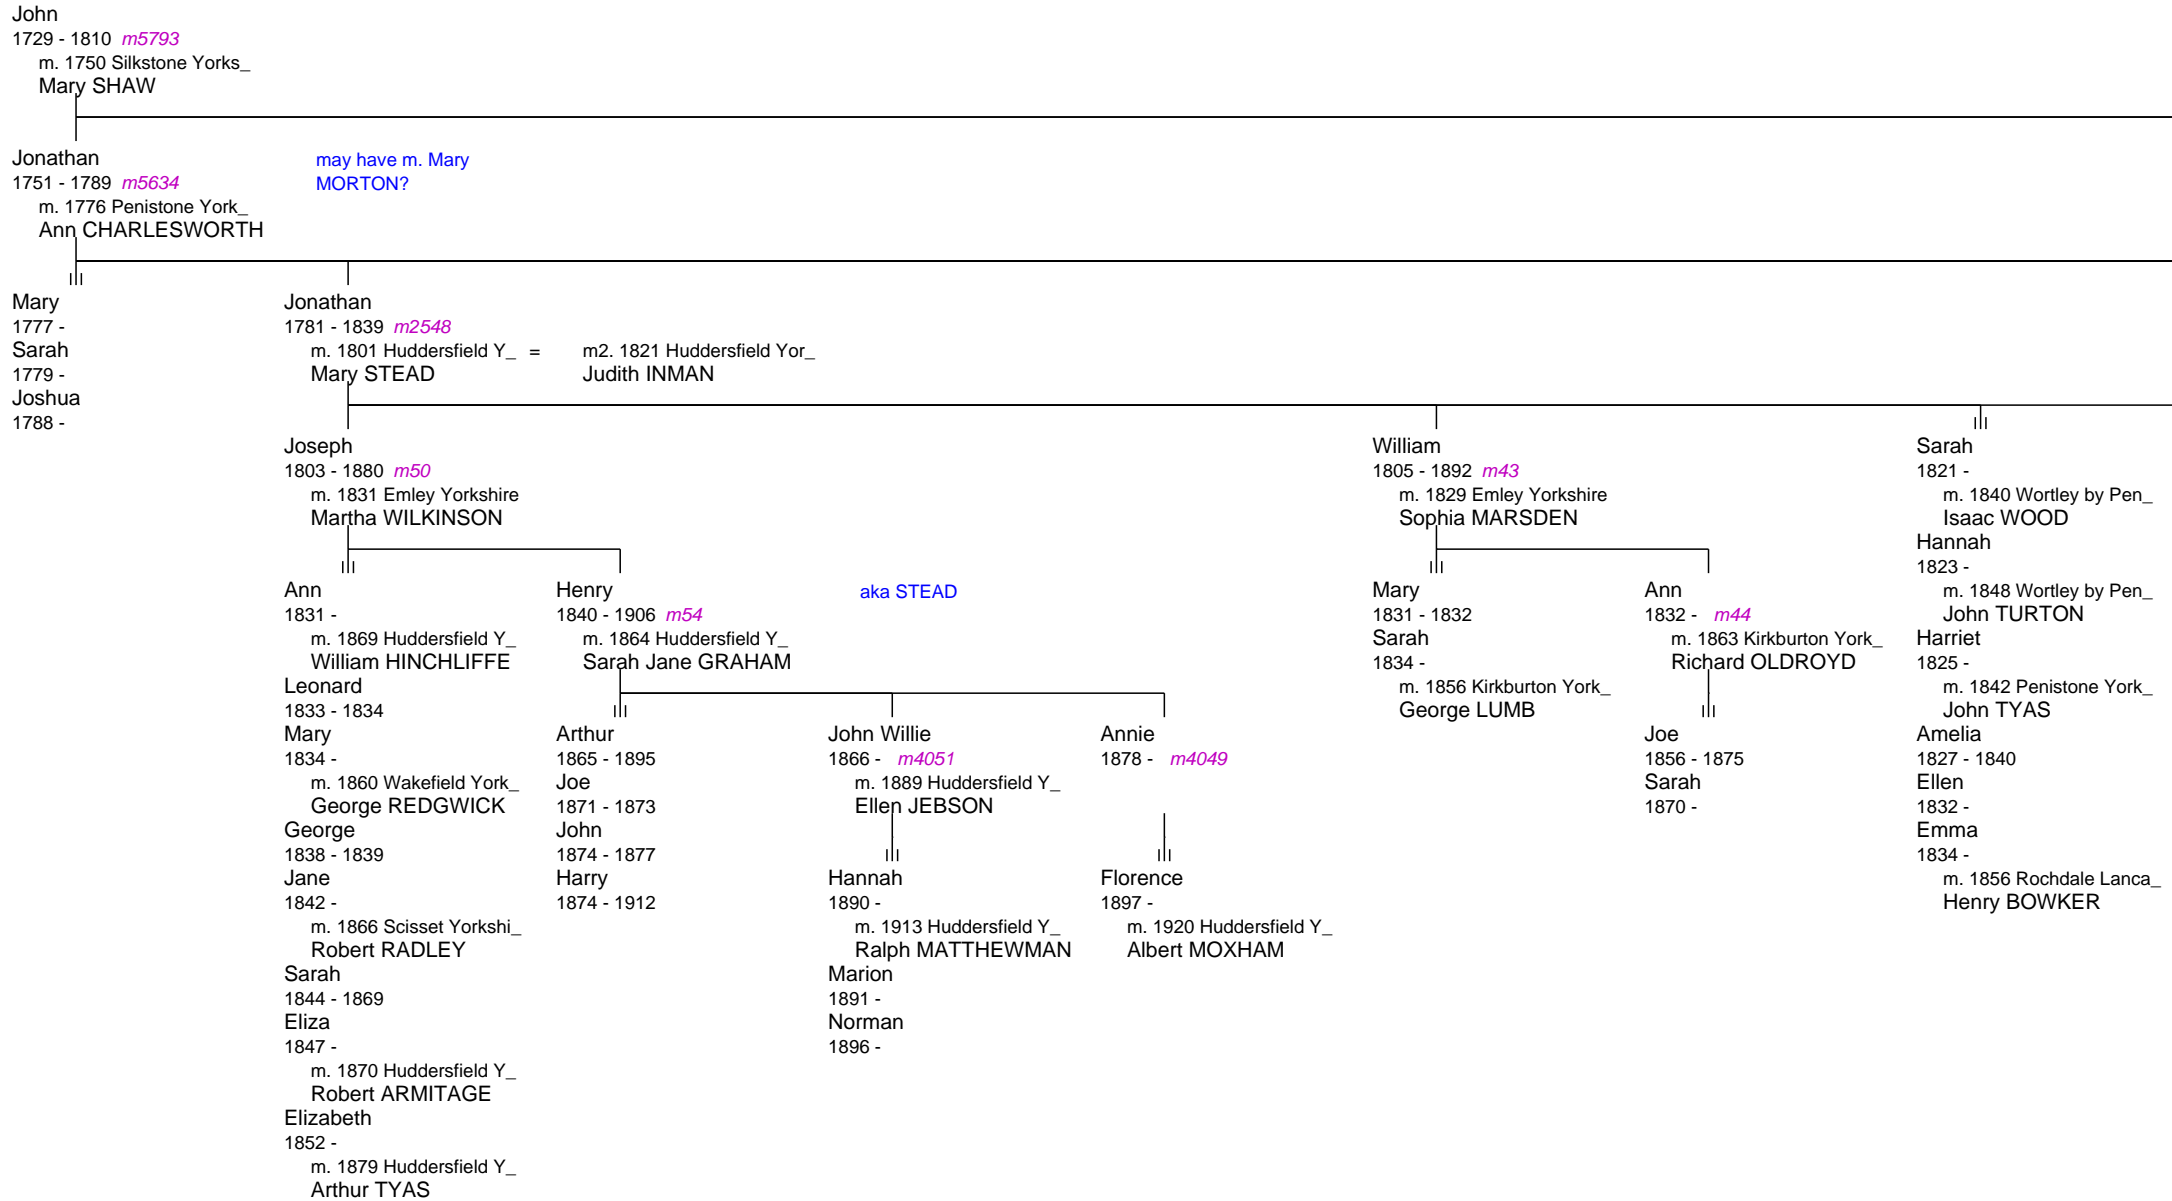 John
1729 - 1810 m5793
m. 1750 Silkstone Yorks_
Mary SHAW
Jonathan
1751 - 1789 m5634
m. 1776 Penistone York_
Ann CHARLESWORTH
may have m. Mary
MORTON?
Mary
1777 -
Sarah
1779 -
Joshua
1788 -
Jonathan
1781 - 1839 m2548
m. 1801 Huddersfield Y_ =
Mary STEAD
m2. 1821 Huddersfield Yor_
Judith INMAN
Joseph
1803 - 1880 m50
m. 1831 Emley Yorkshire
Martha WILKINSON
William
1805 - 1892 m43
m. 1829 Emley Yorkshire
Sophia MARSDEN
Sarah
1821 -
m. 1840 Wortley by Pen_
Isaac WOOD
Hannah
1823 -
m. 1848 Wortley by Pen_
John TURTON
Harriet
1825 -
m. 1842 Penistone York_
John TYAS
Amelia
1827 - 1840
Ellen
1832 -
Emma
1834 -
m. 1856 Rochdale Lanca_
Henry BOWKER
Ann
1831 -
m. 1869 Huddersfield Y_
William HINCHLIFFE
Leonard
1833 - 1834
Mary
1834 -
m. 1860 Wakefield York_
George REDGWICK
George
1838 - 1839
Jane
1842 -
m. 1866 Scisset Yorkshi_
Robert RADLEY
Sarah
1844 - 1869
Eliza
1847 -
m. 1870 Huddersfield Y_
Robert ARMITAGE
Elizabeth
1852 -
m. 1879 Huddersfield Y_
Arthur TYAS
Henry
1840 - 1906 m54
m. 1864 Huddersfield Y_
Sarah Jane GRAHAM
aka STEAD
Mary
1831 - 1832
Sarah
1834 -
m. 1856 Kirkburton York_
George LUMB
Ann
1832 - m44
m. 1863 Kirkburton York_
Richard OLDROYD
Arthur
1865 - 1895
Joe
1871 - 1873
John
1874 - 1877
Harry
1874 - 1912
John Willie
1866 - m4051
m. 1889 Huddersfield Y_
Ellen JEBSON
Annie
1878 - m4049
Joe
1856 - 1875
Sarah
1870 -
Hannah
1890 -
m. 1913 Huddersfield Y_
Ralph MATTHEWMAN
Marion
1891 -
Norman
1896 -
Florence
1897 -
m. 1920 Huddersfield Y_
Albert MOXHAM